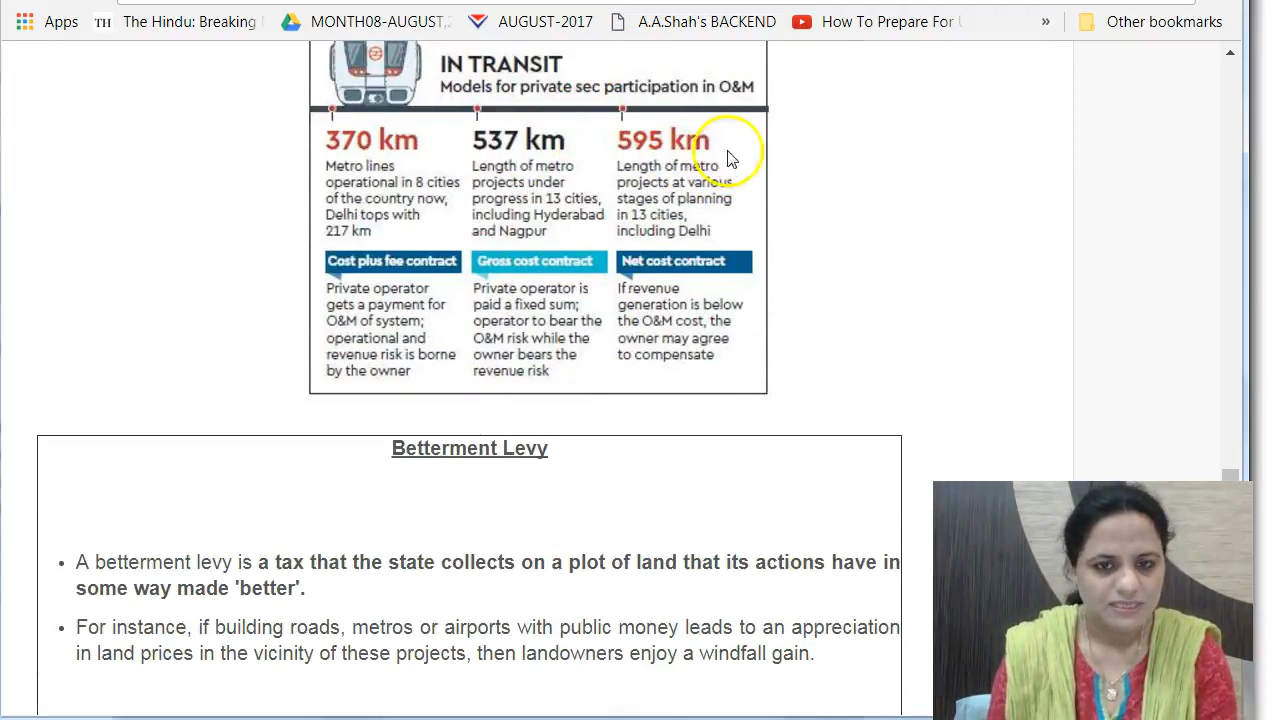 Apps
TH The Hindu: Breaking
MONTH08-AUGUST,
AUGUST-2017
A.A.Shah's BACKEND
How To Prepare For
»
Other bookmarks
IN TRANSIT
Models for private sec participation in O&M
370 km
Metro lines
operational in 8 cities
of the country now,
Delhi tops with
217 km
537 km
Length of metro
projects under
progress in 13 cities,
including Hyderabad
and Nagpur
595 km
Length of metro
projects at various
stages of planning
in 13 cities,
including Delhi
Cost plus fee contract
Private operator
gets a payment for
O&M of system;
operational and
revenue risk is borne
by the owner
Gross cost contract
Private operator is
paid a fixed sum;
operator to bear the
O&M risk while the
owner bears the
revenue risk
Net cost contract
If revenue
generation is below
the O&M cost, the
owner may agree
to compensate
Betterment Levy
• A betterment levy is a tax that the state collects on a plot of land that its actions have in
some way made 'better'.
• For instance, if building roads, metros or airports with public money leads to an appreciation
in land prices in the vicinity of these projects, then landowners enjoy a windfall gain.